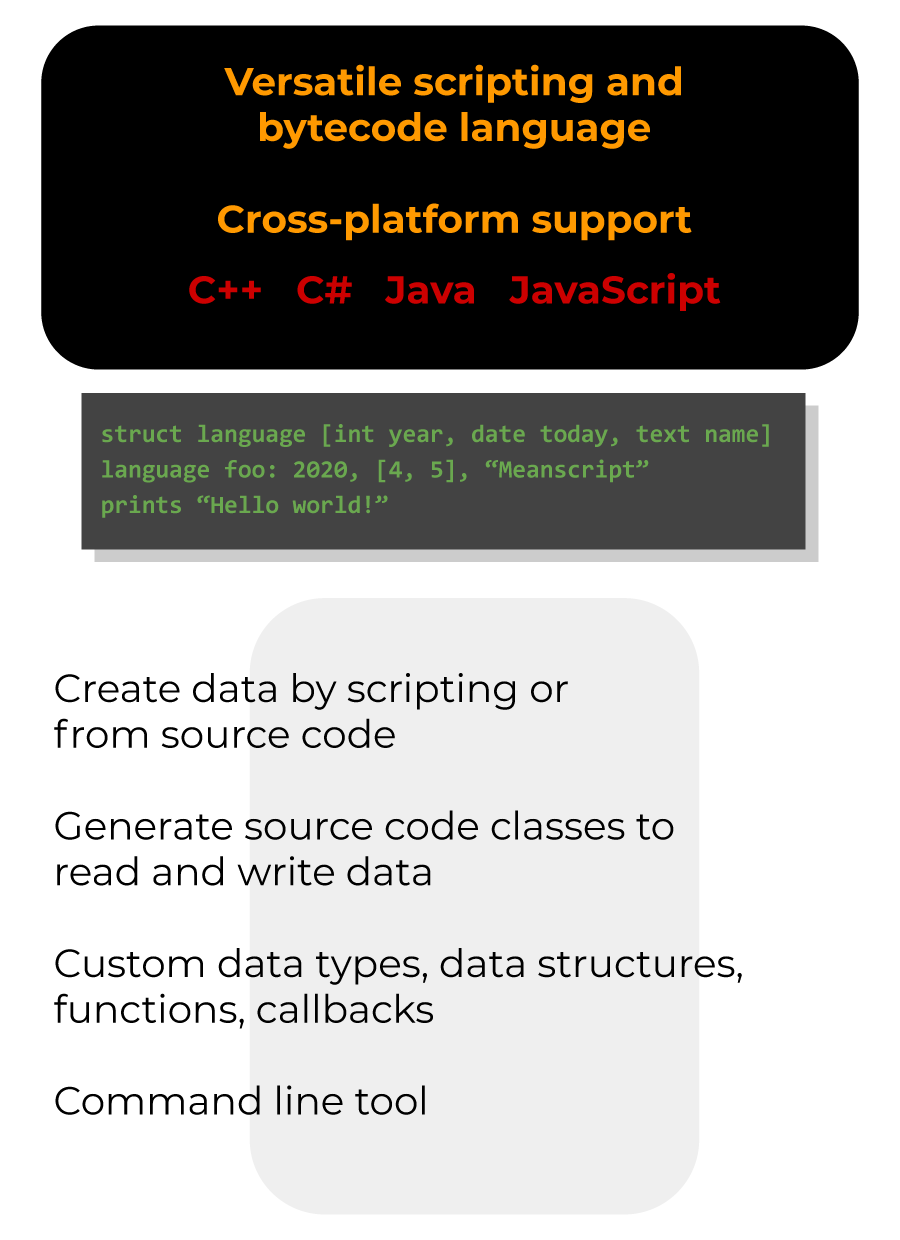 Versatile scripting and
bytecode language
Cross-platform support
C++ C# Java JavaScript
struct language [int year, date today, text name]
language foo: 2020, [4, 5], “Meanscript”
prints “Hello world!”
Create data by scripting or
from source code
Generate source code classes to
read and write data
Custom data types, data structures,
functions, callbacks
Command line tool